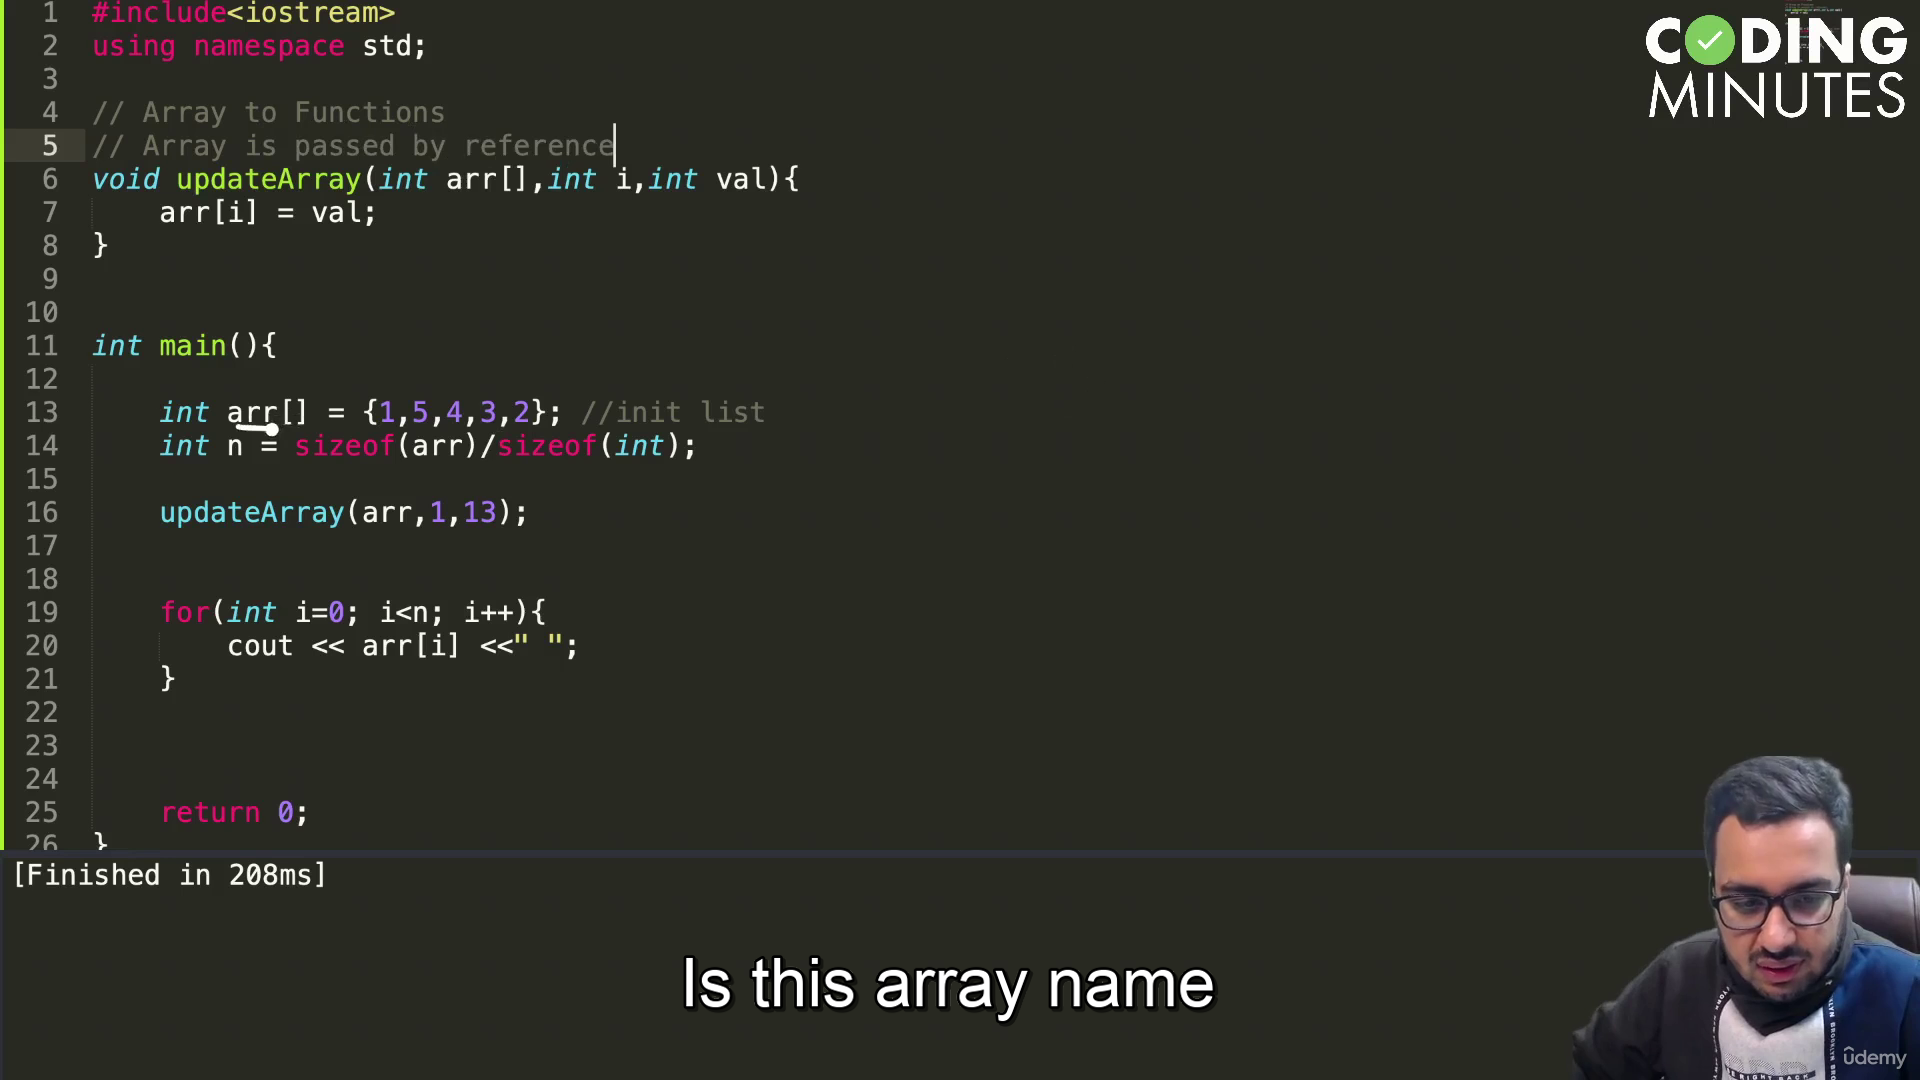 1 #include<iostream>
2 using namespace std;
3
4 // Array to Functions
5 // Array is passed by reference
6 void updateArray(int arr[],int i,int val){
7 arr[i] = val;
8 }
9
10
11 int main(){
12
13 int arr[] = {1,5,4,3,2}; //init list
14 int n = sizeof(arr)/sizeof(int);
15
16 updateArray(arr,1,13);
17
18
19 for(int i=0; i<n; i++){
20 cout << arr[i] <<" ";
21 }
22
23
24
25 return 0;
26 }
[Finished in 208ms]
CODING
MINUTES
Is this array name
udemy